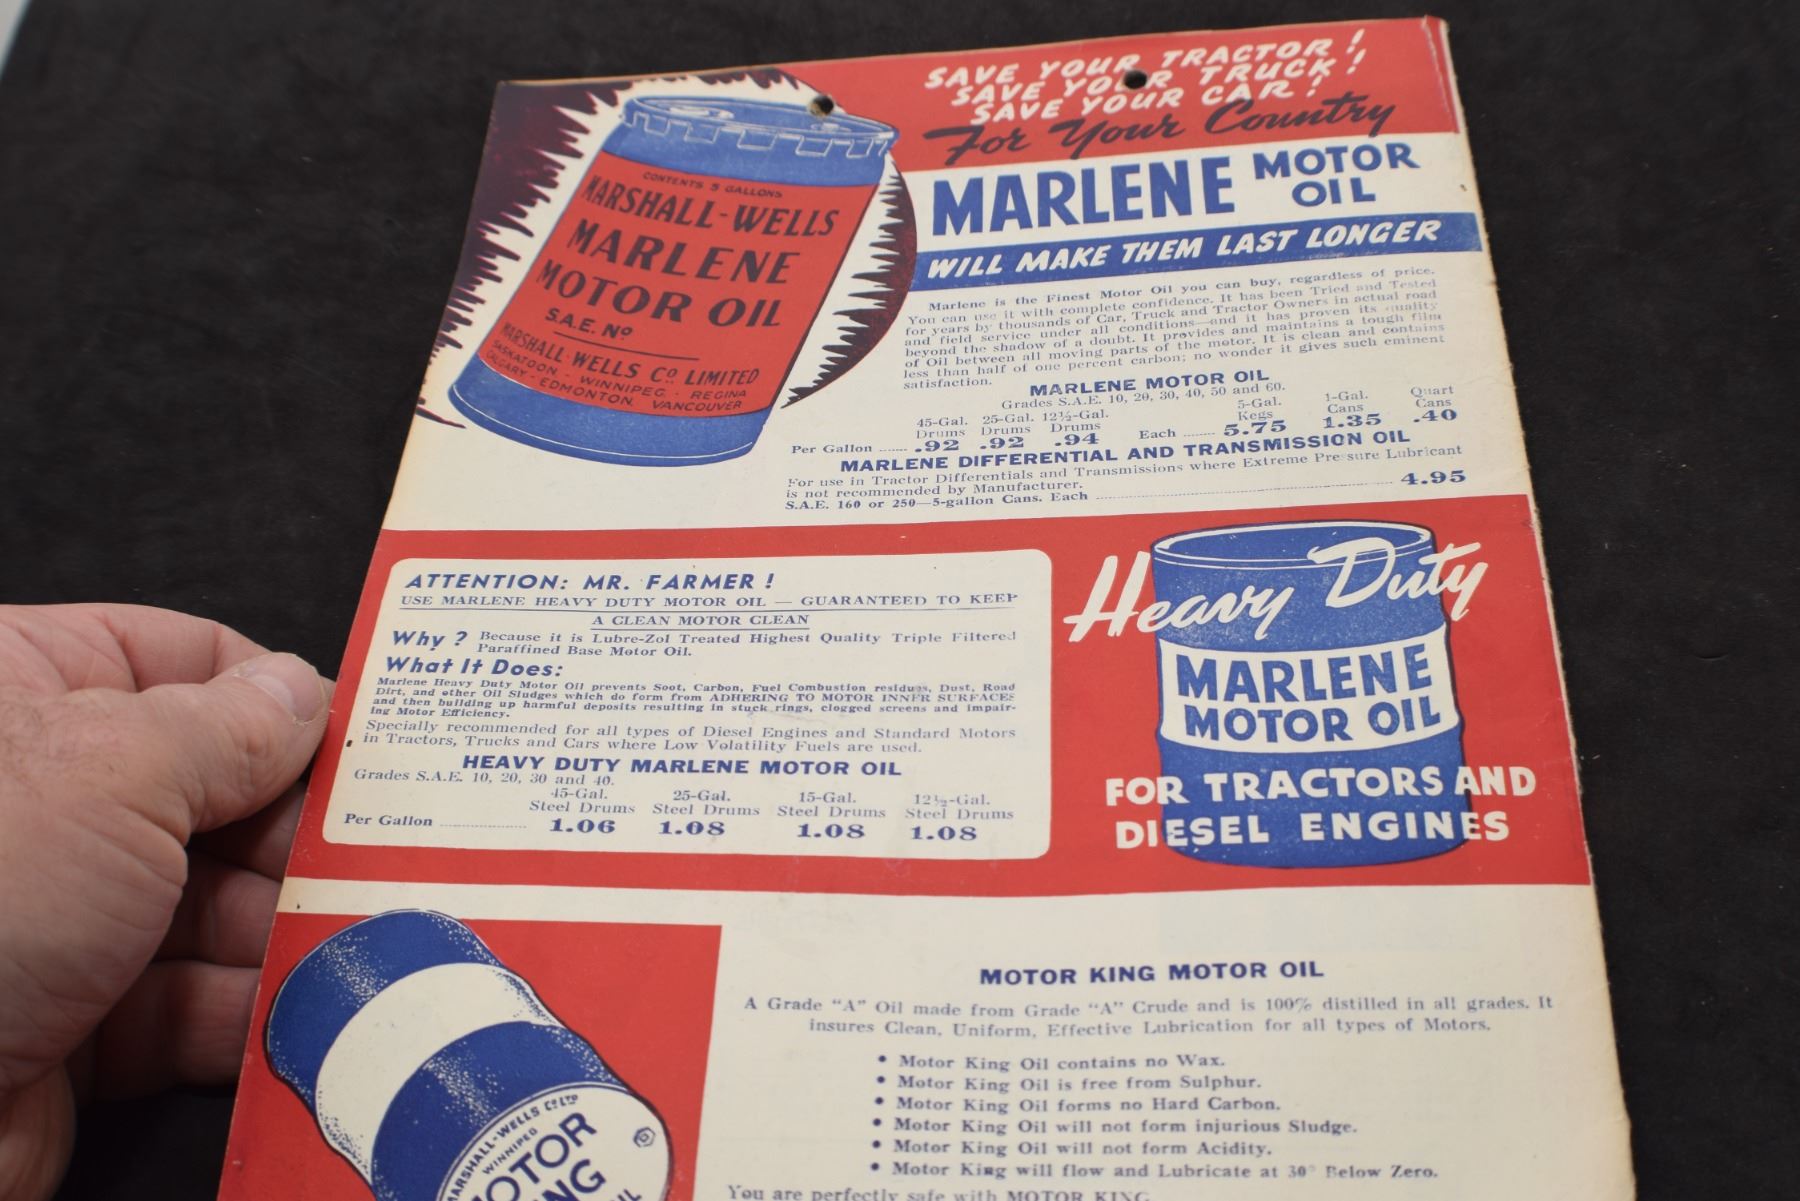 SAVE YOUR TRACTOR!
SAVE YOUR TRUCK!
SAVE YOUR CAR!
For Your Country
MARLENE MOTOR OIL
WILL MAKE THEM LAST LONGER
CONTENTS 5 GALLONS
MARSHALL-WELLS
MARLENE
MOTOR OIL
S.A.E. No
MARSHALL-WELLS Co LIMITED
SASKATOON - WINNIPEG - REGINA
CALGARY - EDMONTON, VANCOUVER
Marlene is the Finest Motor Oil you can buy, regardless of price.
You can use it with complete confidence. It has been Tried and Tested
for years by thousands of Car, Truck and Tractor Owners in actual road
and field service under all conditions—and it has proven its quality
beyond the shadow of a doubt. It provides and maintains a tough film
of Oil between all moving parts of the motor. It is clean and contains
less than half of one percent carbon; no wonder it gives such eminent
satisfaction.
MARLENE MOTOR OIL
Grades S.A.E. 10, 20, 30, 40, 50 and 60.
45-Gal. Drums 25-Gal. Drums 12½-Gal. Drums 5-Gal. Kegs 1-Gal. Cans Quart Cans
Per Gallon ...... .92 .92 .94 Each ........ 5.75 1.35 .40
MARLENE DIFFERENTIAL AND TRANSMISSION OIL
For use in Tractor Differentials and Transmissions where Extreme Pressure Lubricant
is not recommended by Manufacturer.
S.A.E. 160 or 250—5-gallon Cans. Each ........ 4.95
ATTENTION: MR. FARMER!
USE MARLENE HEAVY DUTY MOTOR OIL — GUARANTEED TO KEEP
A CLEAN MOTOR CLEAN
Why? Because it is Lubre-Zol Treated Highest Quality Triple Filtered
Paraffined Base Motor Oil.
What It Does:
Marlene Heavy Duty Motor Oil prevents Soot, Carbon, Fuel Combustion residues, Dust, Road
Dirt, and other Oil Sludges which do form from ADHERING TO MOTOR INNER SURFACES
and then building up harmful deposits resulting in stuck rings, clogged screens and impair-
ing Motor Efficiency.
Specially recommended for all types of Diesel Engines and Standard Motors
in Tractors, Trucks and Cars where Low Volatility Fuels are used.
HEAVY DUTY MARLENE MOTOR OIL
Grades S.A.E. 10, 20, 30 and 40.
45-Gal. 25-Gal. 15-Gal. 12½-Gal.
Steel Drums Steel Drums Steel Drums Steel Drums
Per Gallon .................. 1.06 1.08 1.08 1.08
Heavy Duty
MARLENE
MOTOR OIL
FOR TRACTORS AND
DIESEL ENGINES
MARSHALL-WELLS Co LTD
WINNIPEG
MOTOR
KING
OIL
MOTOR KING MOTOR OIL
A Grade "A" Oil made from Grade "A" Crude and is 100% distilled in all grades. It
insures Clean, Uniform, Effective Lubrication for all types of Motors.
• Motor King Oil contains no Wax.
• Motor King Oil is free from Sulphur.
• Motor King Oil forms no Hard Carbon.
• Motor King Oil will not form injurious Sludge.
• Motor King Oil will not form Acidity.
• Motor King will flow and Lubricate at 30° Below Zero.
You are perfectly safe with MOTOR KING